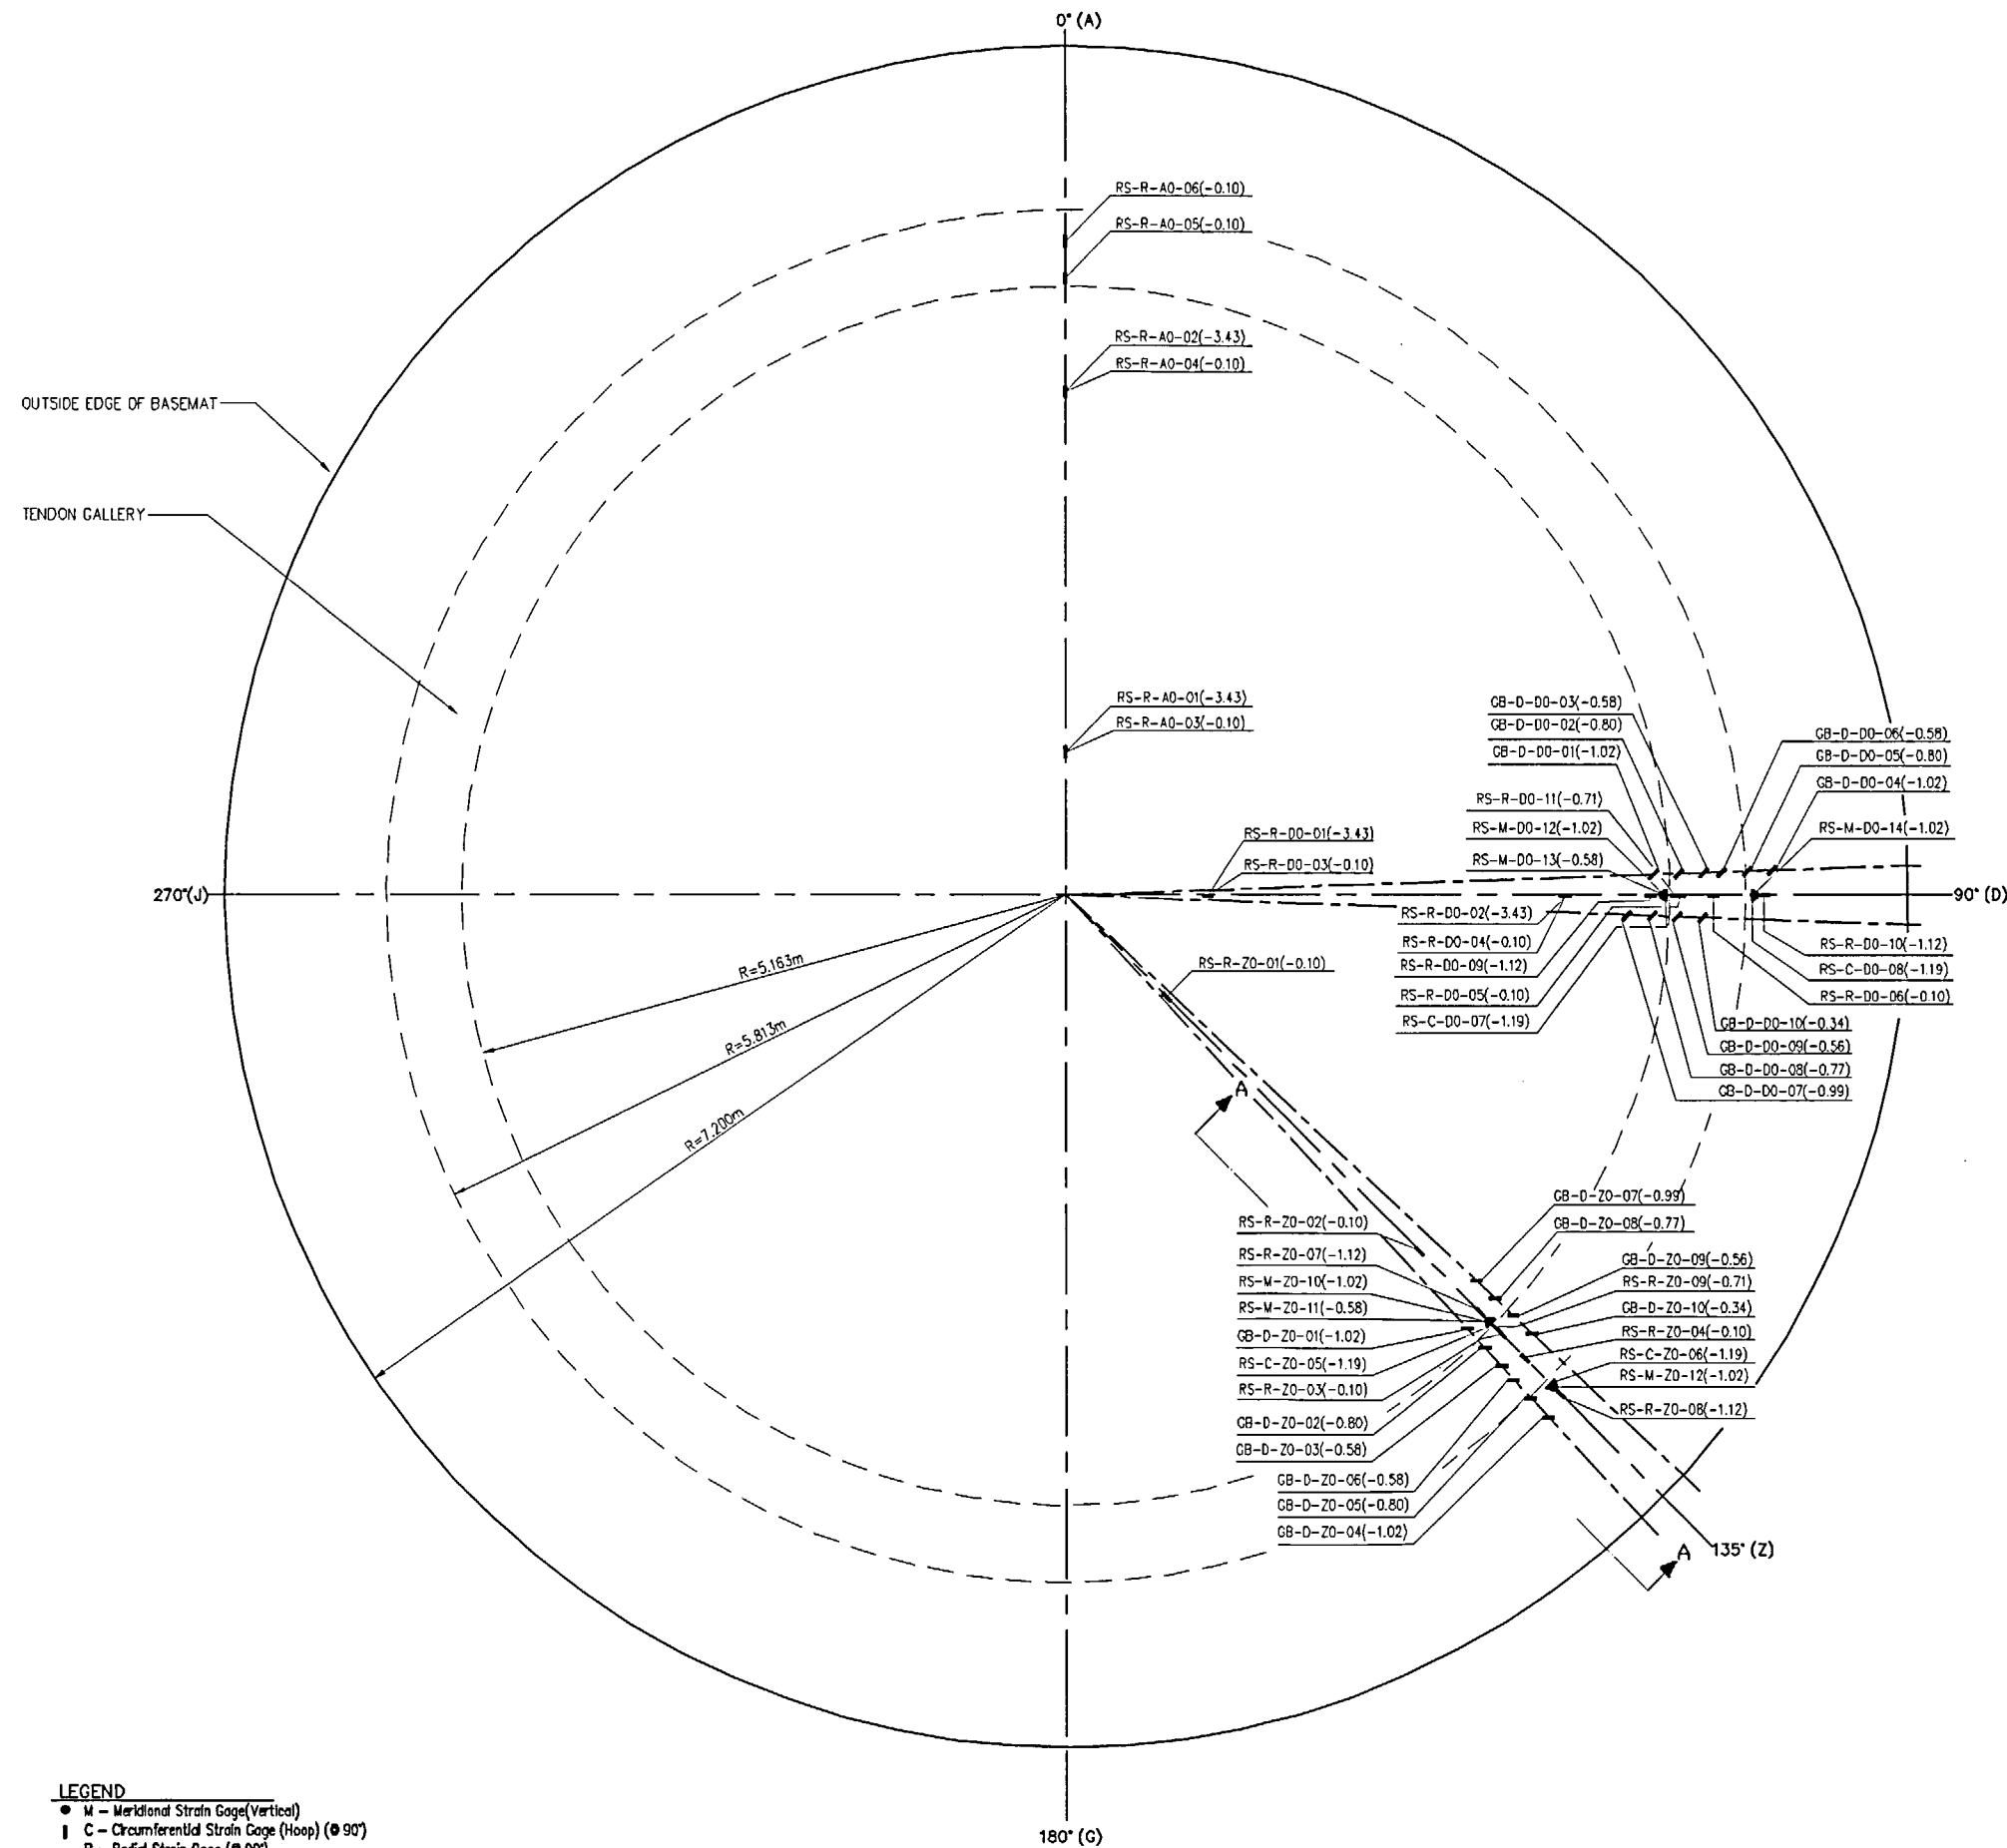 0° (A)
RS-R-A0-06(-0.10)
RS-R-A0-05(-0.10)
RS-R-A0-02(-3.43)
RS-R-A0-04(-0.10)
OUTSIDE EDGE OF BASEMAT
TENDON GALLERY
RS-R-A0-01(-3.43)
RS-R-A0-03(-0.10)
GB-D-D0-03(-0.58)
GB-D-D0-02(-0.80)
GB-D-D0-01(-1.02)
GB-D-D0-06(-0.58)
GB-D-D0-05(-0.80)
GB-D-D0-04(-1.02)
RS-R-D0-11(-0.71)
RS-M-D0-12(-1.02)
RS-M-D0-13(-0.58)
RS-M-D0-14(-1.02)
RS-R-D0-01(-3.43)
RS-R-D0-03(-0.10)
270°(J)
90° (D)
RS-R-D0-02(-3.43)
RS-R-D0-04(-0.10)
RS-R-D0-09(-1.12)
RS-R-D0-05(-0.10)
RS-C-D0-07(-1.19)
RS-R-D0-10(-1.12)
RS-C-D0-08(-1.19)
RS-R-D0-06(-0.10)
GB-D-D0-10(-0.34)
GB-D-D0-09(-0.56)
GB-D-D0-08(-0.77)
GB-D-D0-07(-0.99)
RS-R-Z0-01(-0.10)
R=5.163m
R=5.813m
R=7.200m
A
GB-D-Z0-07(-0.99)
GB-D-Z0-08(-0.77)
RS-R-Z0-02(-0.10)
RS-R-Z0-07(-1.12)
RS-M-Z0-10(-1.02)
RS-M-Z0-11(-0.58)
GB-D-Z0-01(-1.02)
RS-C-Z0-05(-1.19)
RS-R-Z0-03(-0.10)
GB-D-Z0-02(-0.80)
GB-D-Z0-03(-0.58)
GB-D-Z0-06(-0.58)
GB-D-Z0-05(-0.80)
GB-D-Z0-04(-1.02)
GB-D-Z0-09(-0.56)
RS-R-Z0-09(-0.71)
GB-D-Z0-10(-0.34)
RS-R-Z0-04(-0.10)
RS-C-Z0-06(-1.19)
RS-M-Z0-12(-1.02)
RS-R-Z0-08(-1.12)
A
135° (Z)
180° (G)
LEGEND
M - Meridional Strain Gage(Vertical)
C - Circumferential Strain Gage (Hoop) (@ 90°)
R - Radial Strain Gage (@ 90°)